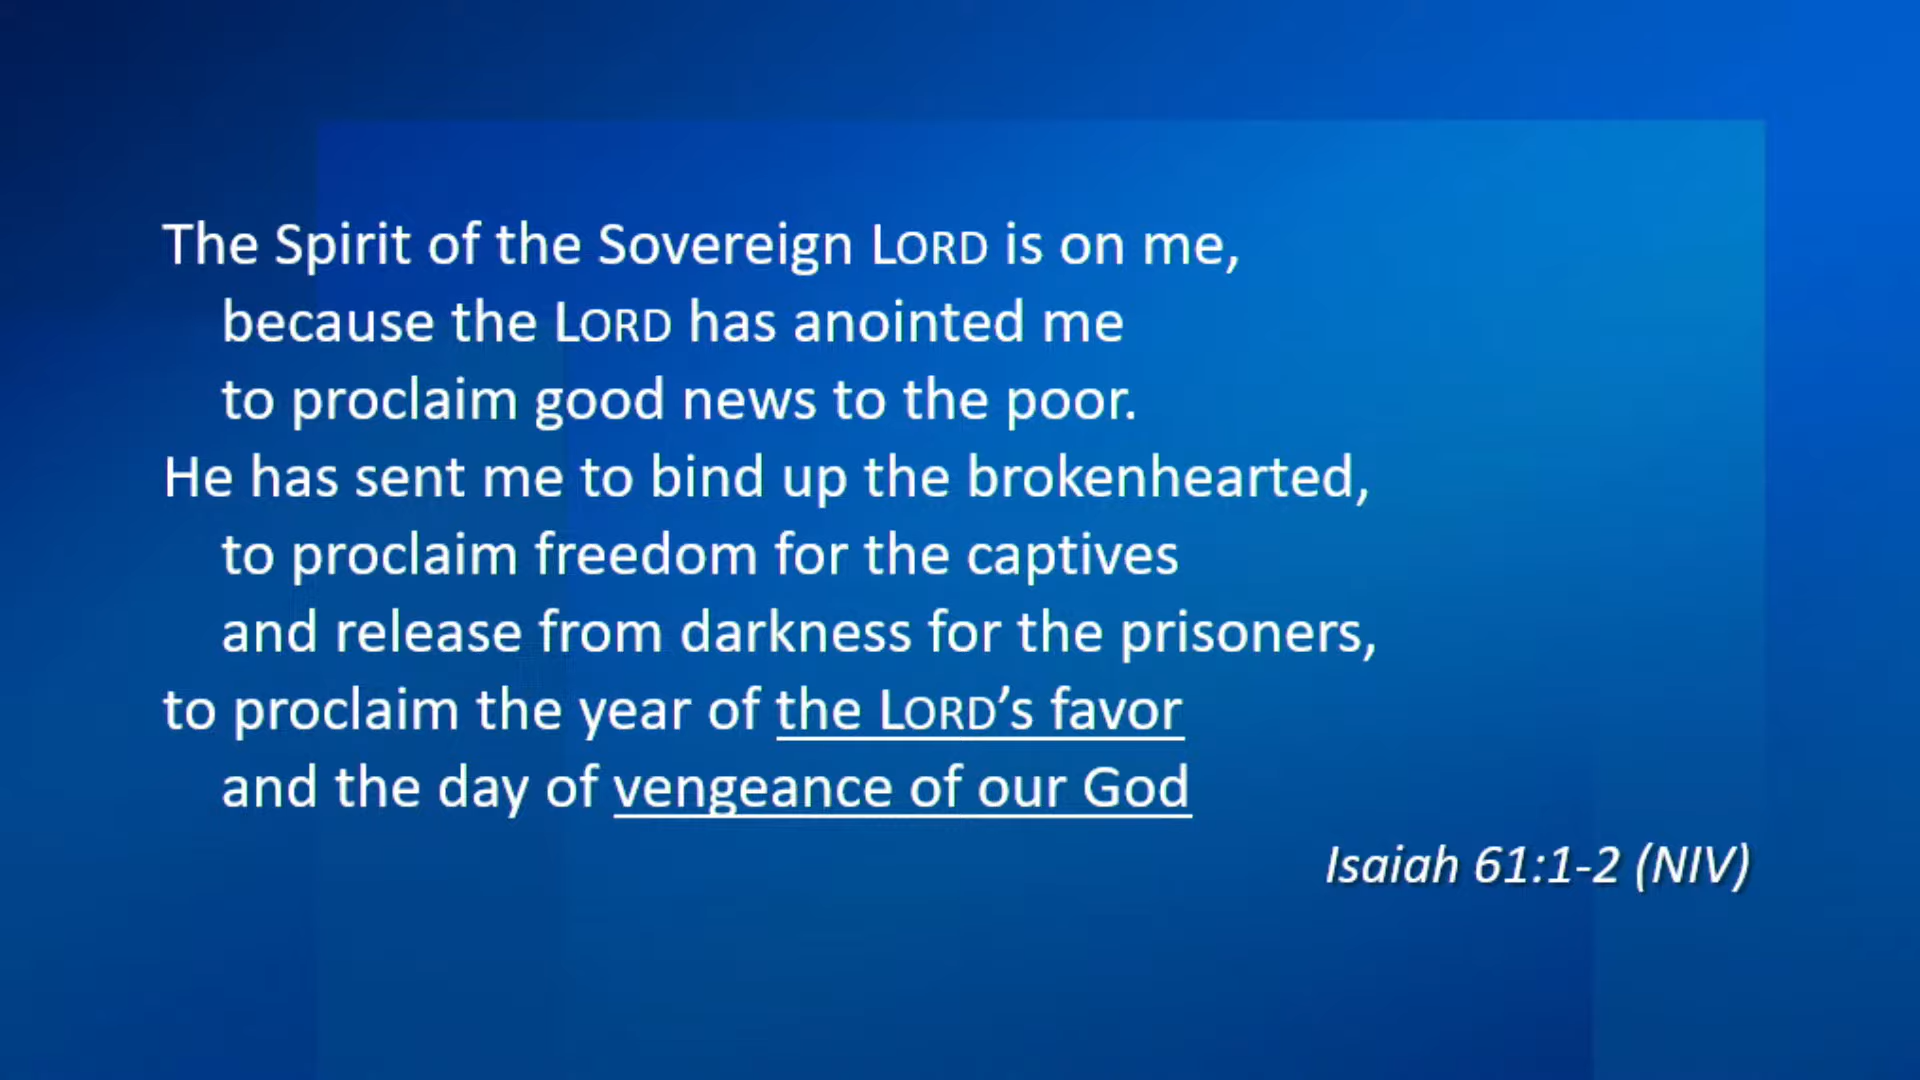 The Spirit of the Sovereign LORD is on me,
because the LORD has anointed me
to proclaim good news to the poor.
He has sent me to bind up the brokenhearted,
to proclaim freedom for the captives
and release from darkness for the prisoners,
to proclaim the year of the LORD’s favor
and the day of vengeance of our God
Isaiah 61:1-2 (NIV)